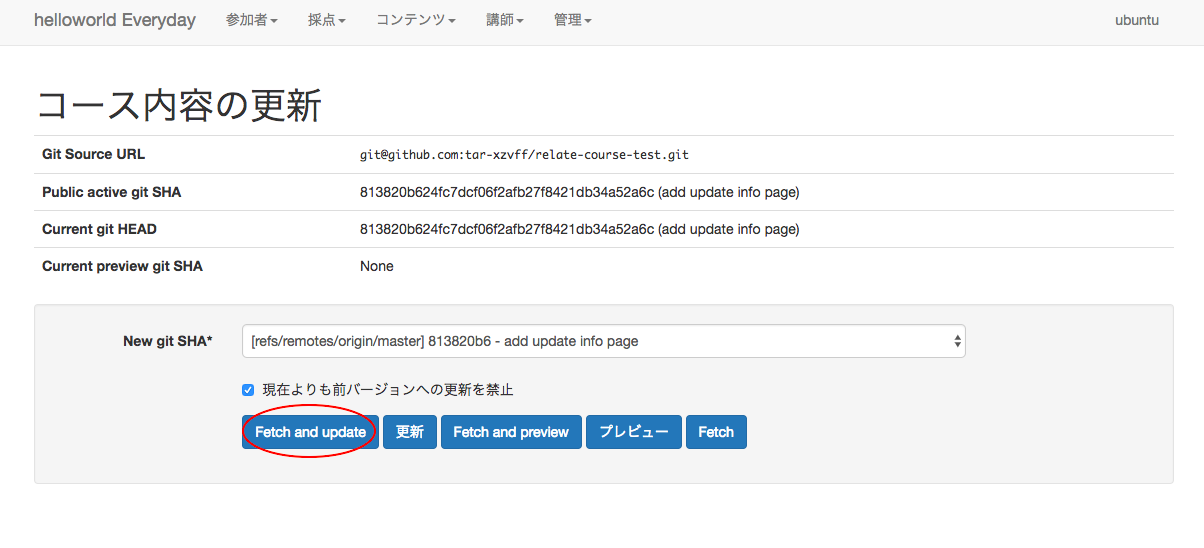 helloworld Everyday 参加者 採点 コンテンツ 講師 管理 ubuntu
コース内容の更新
Git Source URL git@github.com:tar-xzvff/relate-course-test.git
Public active git SHA 813820b624fc7dcf06f2afb27f8421db34a52a6c (add update info page)
Current git HEAD 813820b624fc7dcf06f2afb27f8421db34a52a6c (add update info page)
Current preview git SHA None
New git SHA* [refs/remotes/origin/master] 813820b6 - add update info page
現在よりも前バージョンへの更新を禁止
Fetch and update 更新 Fetch and preview プレビュー Fetch